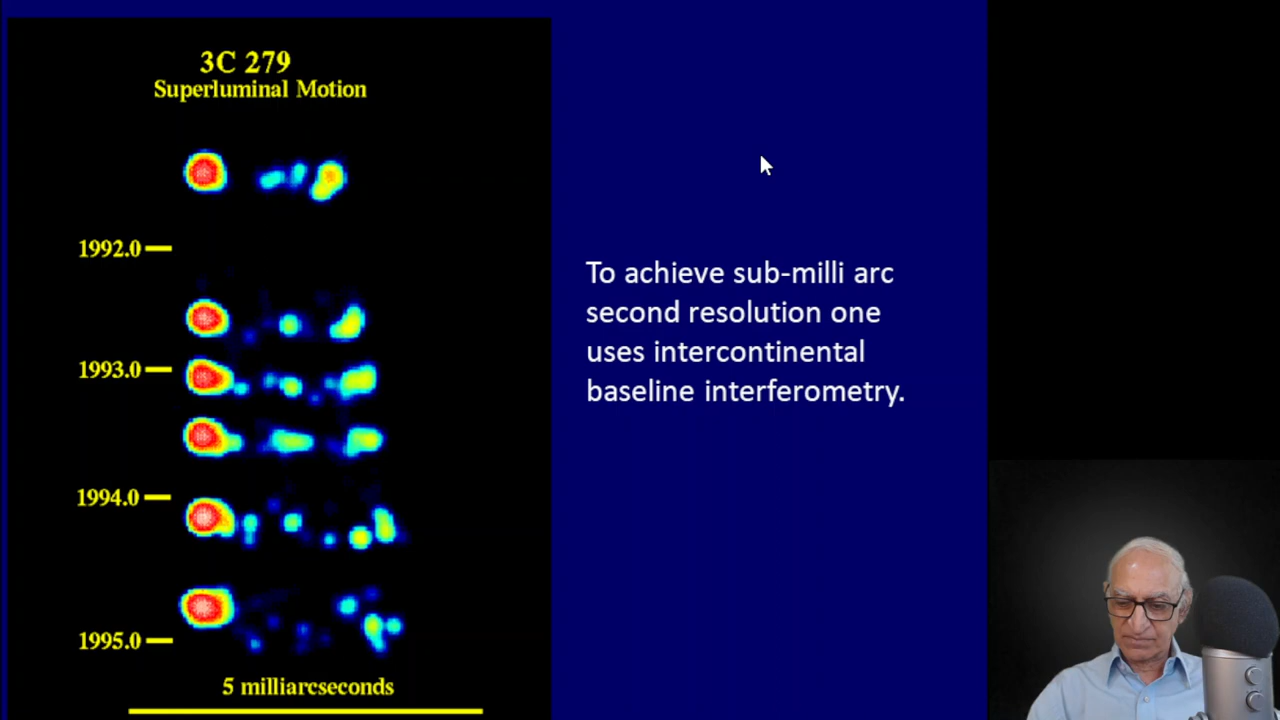 3C 279
Superluminal Motion
1992.0
1993.0
1994.0
1995.0
5 milliarcseconds
To achieve sub-milli arc
second resolution one
uses intercontinental
baseline interferometry.